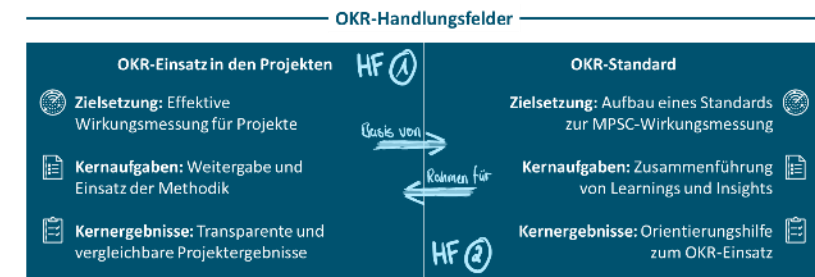 OKR-Handlungsfelder
OKR-Einsatz in den Projekten
HF 1
Zielsetzung: Effektive
Wirkungsmessung für Projekte
Kernaufgaben: Weitergabe und
Einsatz der Methodik
Kernergebnisse: Transparente und
vergleichbare Projektergebnisse
Basis von
Rahmen für
OKR-Standard
Zielsetzung: Aufbau eines Standards
zur MPSC-Wirkungsmessung
Kernaufgaben: Zusammenführung
von Learnings und Insights
Kernergebnisse: Orientierungshilfe
zum OKR-Einsatz
HF 2